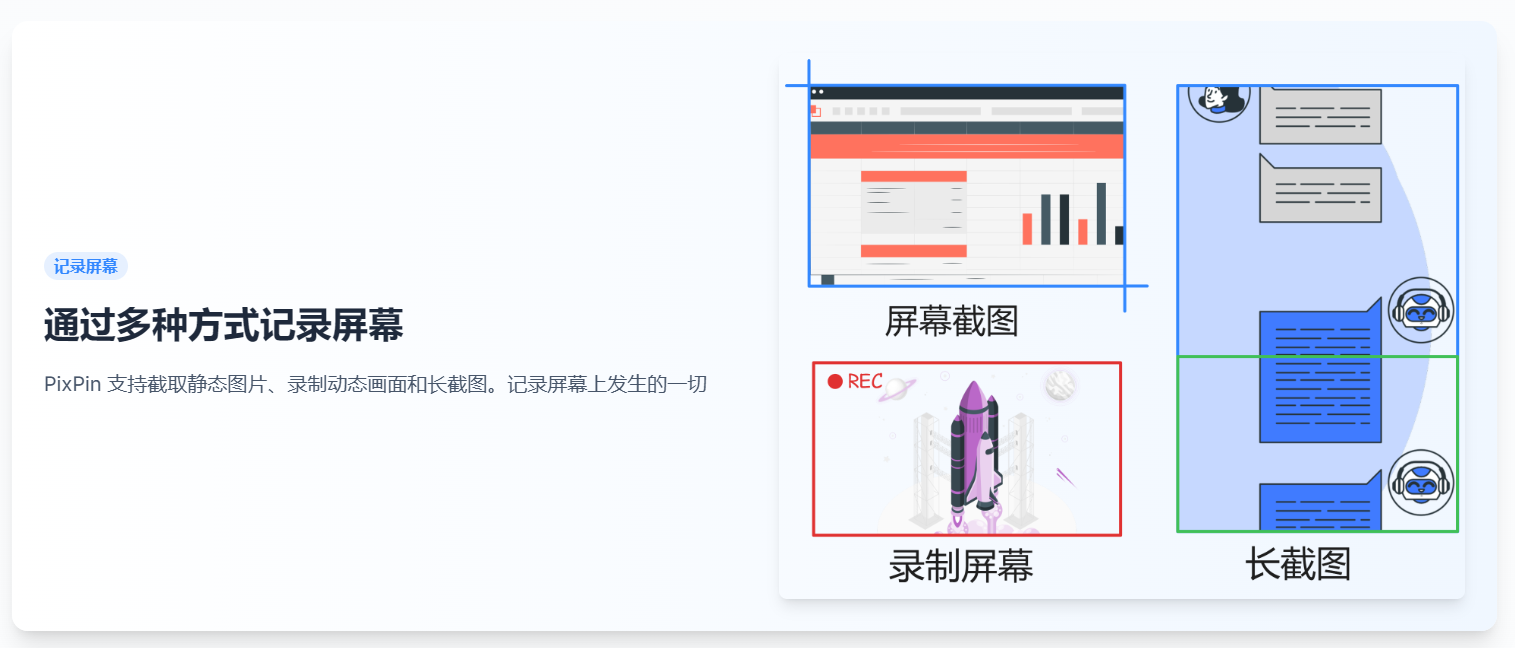 记录屏幕
通过多种方式记录屏幕
PixPin 支持截取静态图片、录制动态画面和长截图。记录屏幕上发生的一切
屏幕截图
REC
录制屏幕
长截图